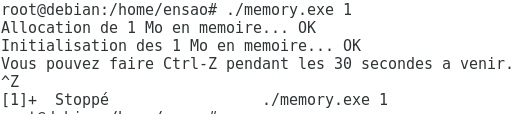 root@debian:/home/ensao# ./memory.exe 1
Allocation de 1 Mo en memoire... OK
Initialisation des 1 Mo en memoire... OK
Vous pouvez faire Ctrl-Z pendant les 30 secondes a venir.
^Z
[1]+  Stoppé                 ./memory.exe 1